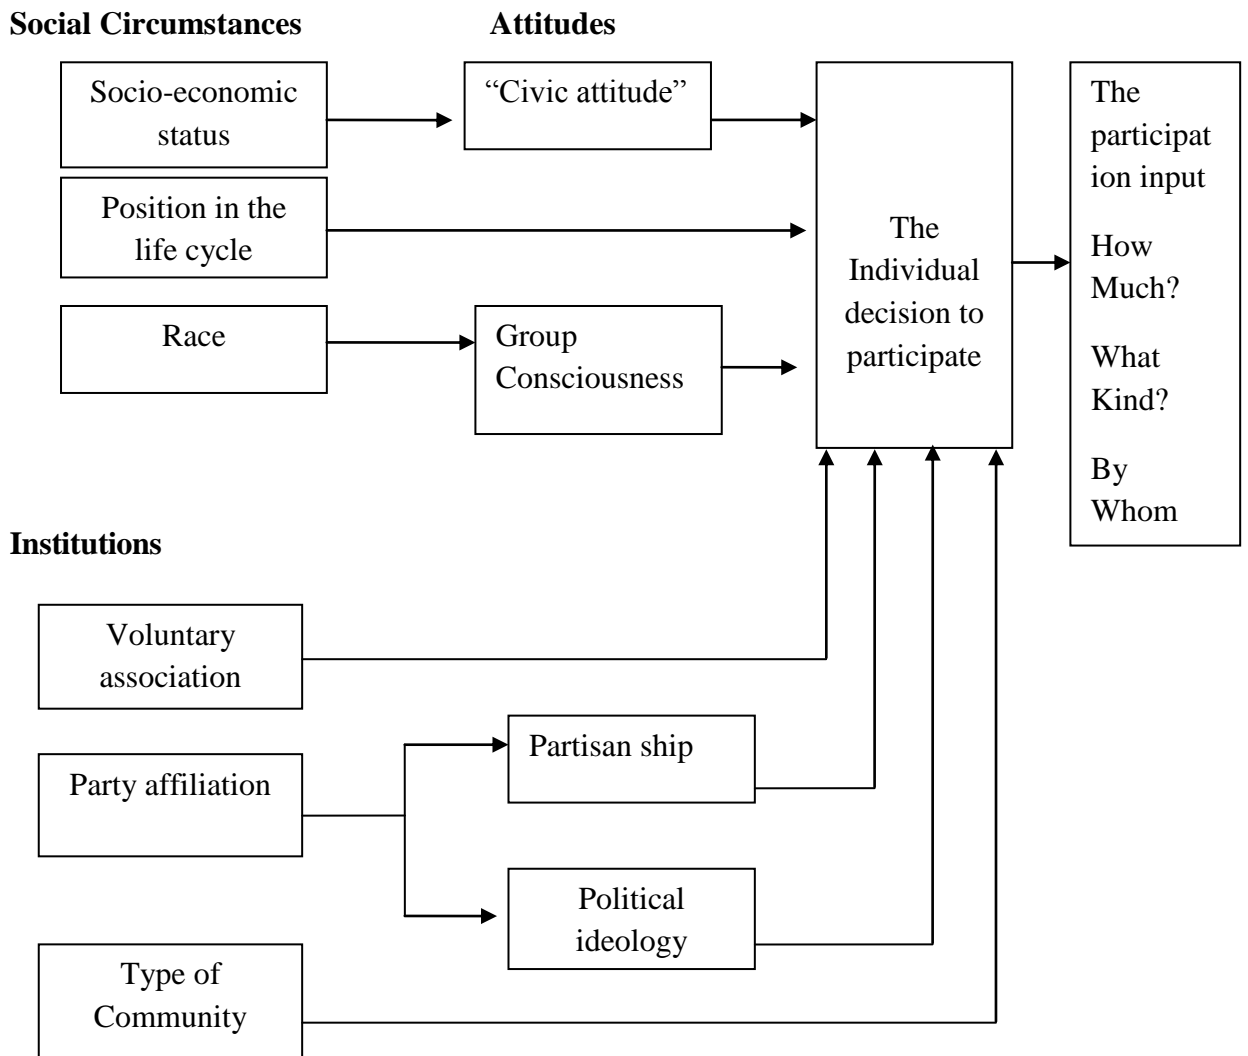 Social Circumstances
Attitudes
Socio-economic
status
“Civic attitude”
Position in the
life cycle
Race
Group
Consciousness
The
Individual
decision to
participate
The
participat
ion input
How
Much?
What
Kind?
By
Whom
Institutions
Voluntary
association
Party affiliation
Partisan ship
Political
ideology
Type of
Community